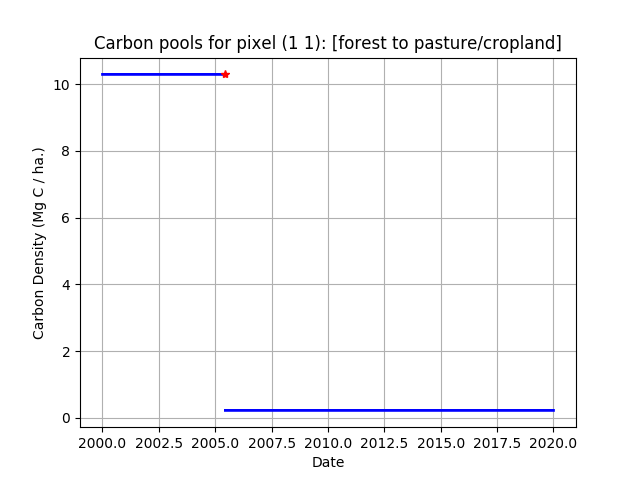 Carbon pools for pixel (1 1): [forest to pasture/cropland]
10
8
6
4
2
0
Carbon Density (Mg C / ha.)
2000.0 2002.5 2005.0 2007.5 2010.0 2012.5 2015.0 2017.5 2020.0
Date